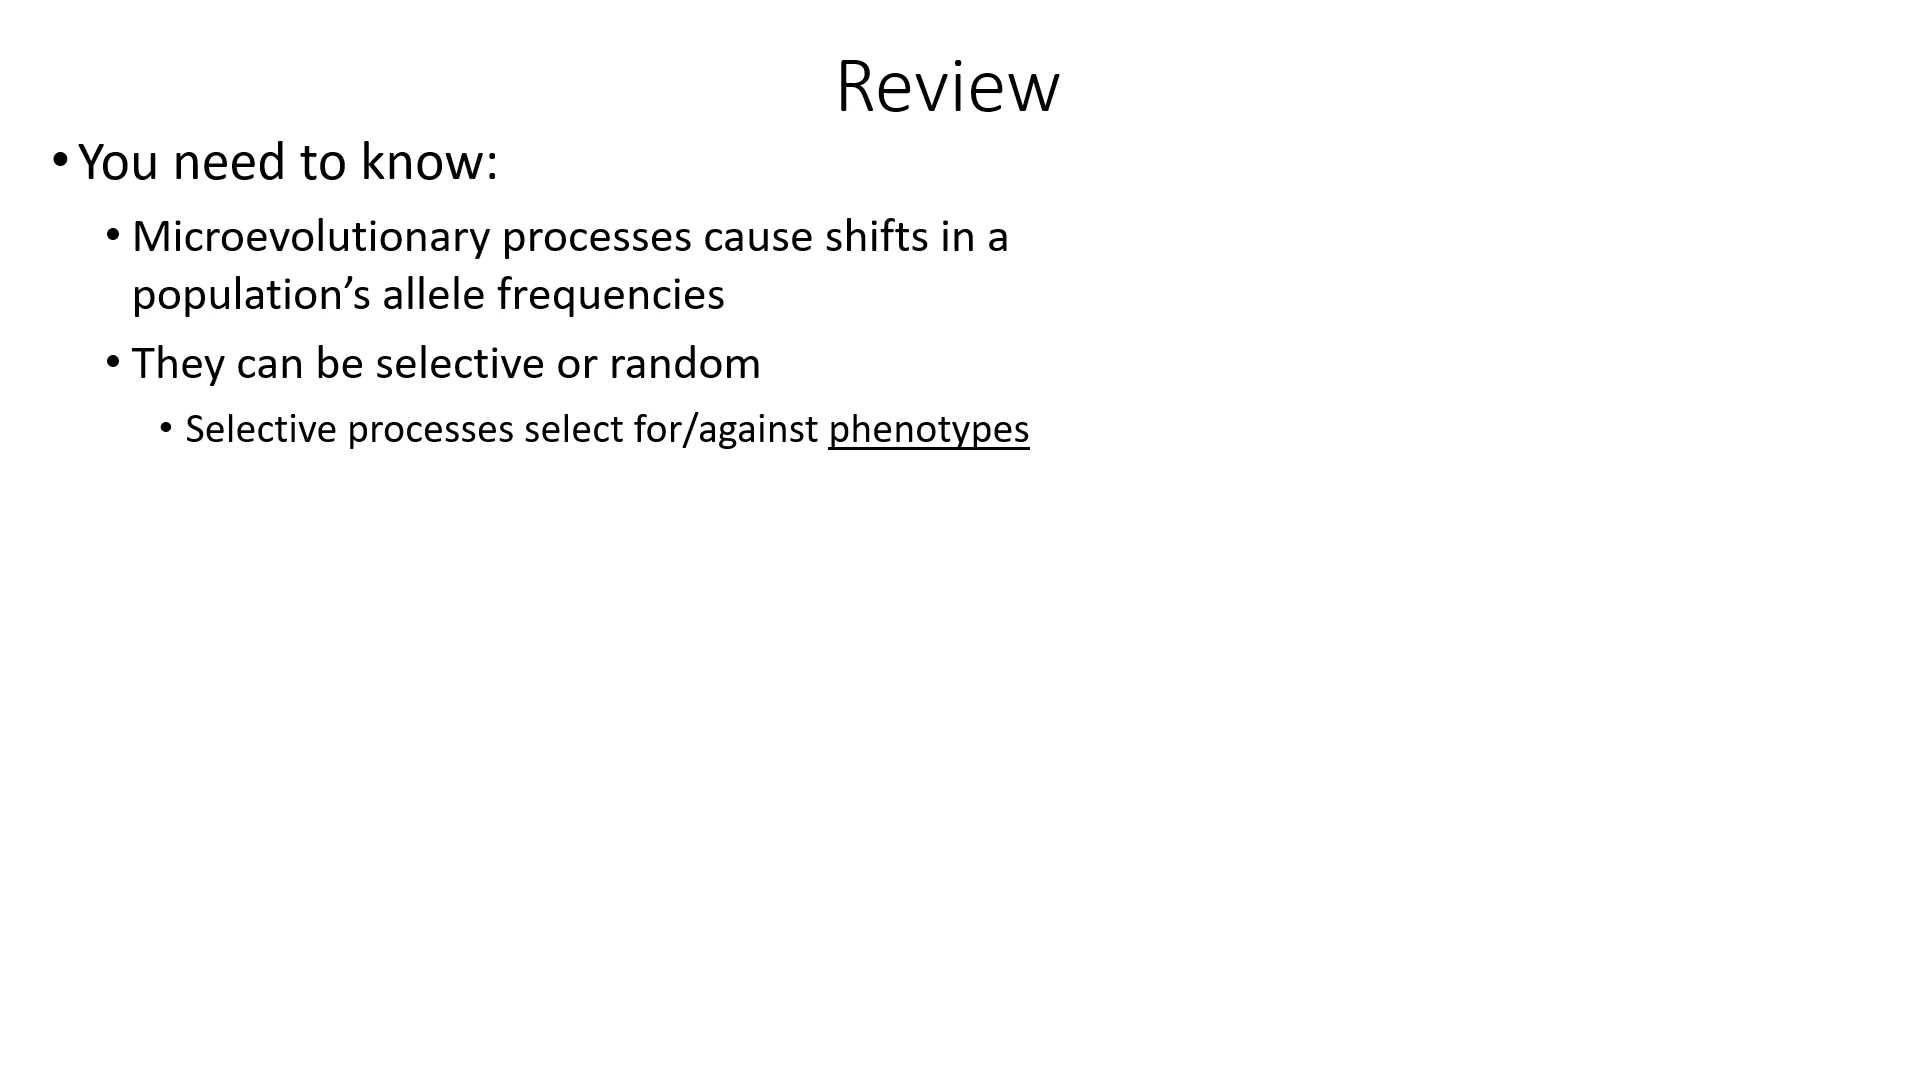 Review
• You need to know:
• Microevolutionary processes cause shifts in a
population’s allele frequencies
• They can be selective or random
• Selective processes select for/against phenotypes